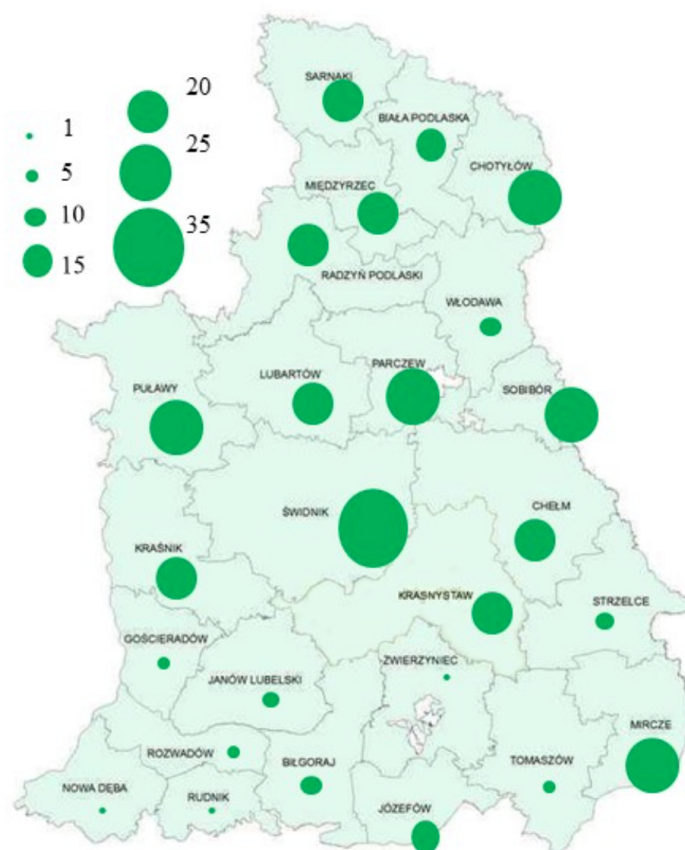 20
1
25
5
10
35
15
SARNAKI
BIAŁA PODLASKA
CHOTYŁÓW
MIĘDZYRZEC
RADZYŃ PODLASKI
WŁODAWA
PARCZEW
LUBARTÓW
SOBIBÓR
PUŁAWY
ŚWIDNIK
CHEŁM
KRAŚNIK
KRASNYSTAW
STRZELCE
GOŚCIERADÓW
ZWIERZYNIEC
JANÓW LUBELSKI
MIRCZE
ROZWADÓW
BIŁGORAJ
TOMASZÓW
NOWA DĘBA
RUDNIK
JÓZEFÓW